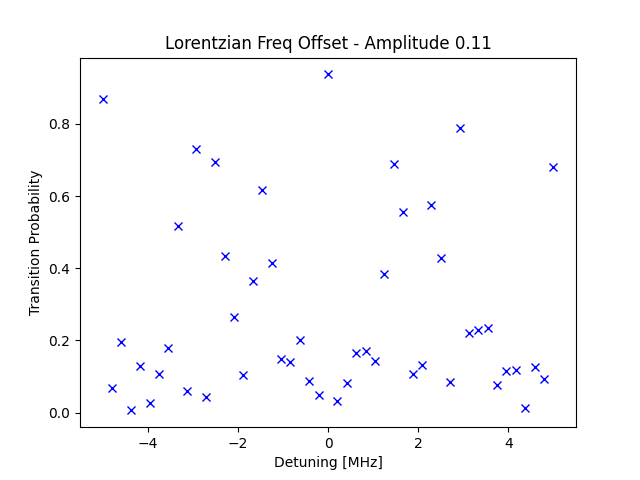 Lorentzian Freq Offset - Amplitude 0.11
Transition Probability
0.8
0.6
0.4
0.2
0.0
−4 −2 0 2 4
Detuning [MHz]